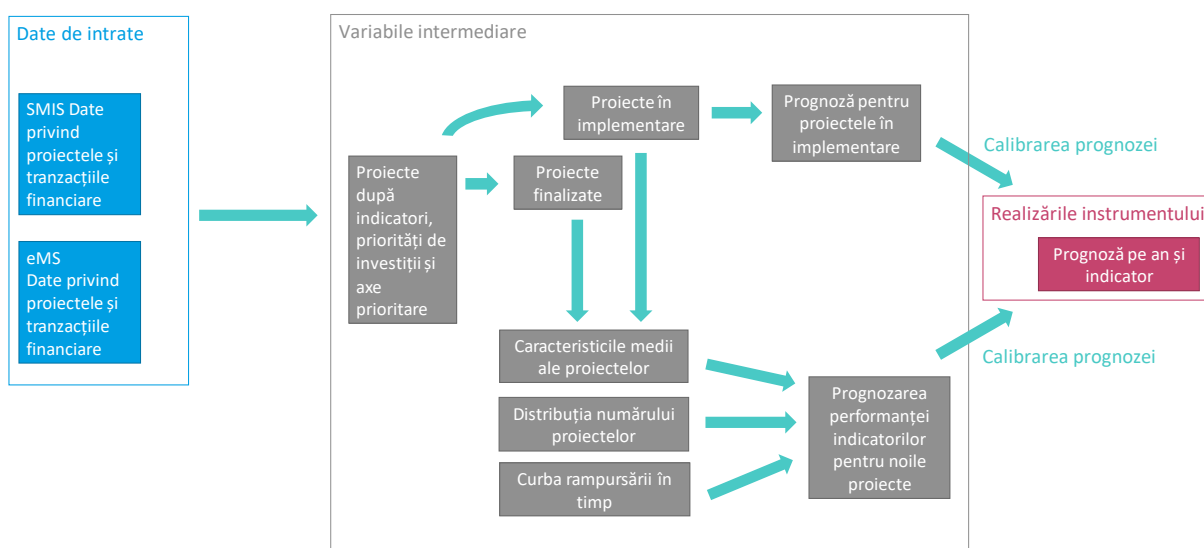 Date de intrate
SMIS Date
privind
proiectele și
tranzacțiile
financiare
eMS
Date privind
proiectele și
tranzacțiile
financiare
Variabile intermediare
Proiecte
după
indicatori,
priorități de
investiții și
axe
prioritare
Proiecte în
implementare
Proiecte
finalizate
Prognoză pentru
proiectele în
implementare
Caracteristicile medii
ale proiectelor
Distribuția numărului
proiectelor
Curba rampursării în
timp
Prognozarea
performanței
indicatorilor
pentru noile
proiecte
Calibrarea prognozei
Realizările instrumentului
Prognoză pe an și
indicator
Calibrarea prognozei